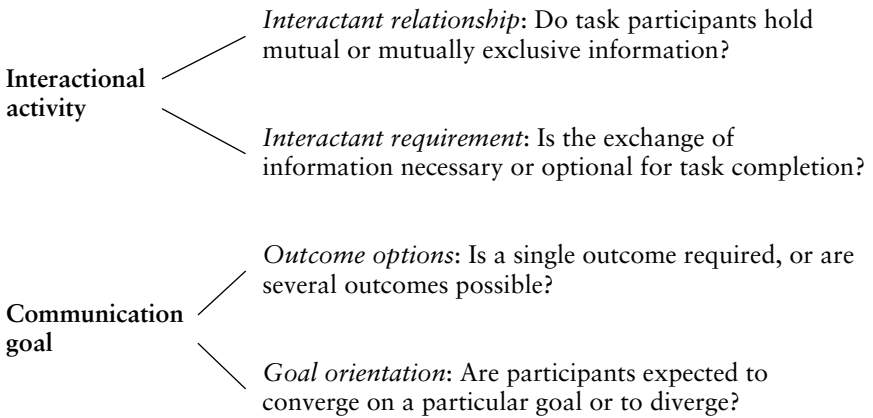 Interactant relationship: Do task participants hold
mutual or mutually exclusive information?
Interactional
activity
Interactant requirement: Is the exchange of
information necessary or optional for task completion?
Outcome options: Is a single outcome required, or are
several outcomes possible?
Communication
goal
Goal orientation: Are participants expected to
converge on a particular goal or to diverge?